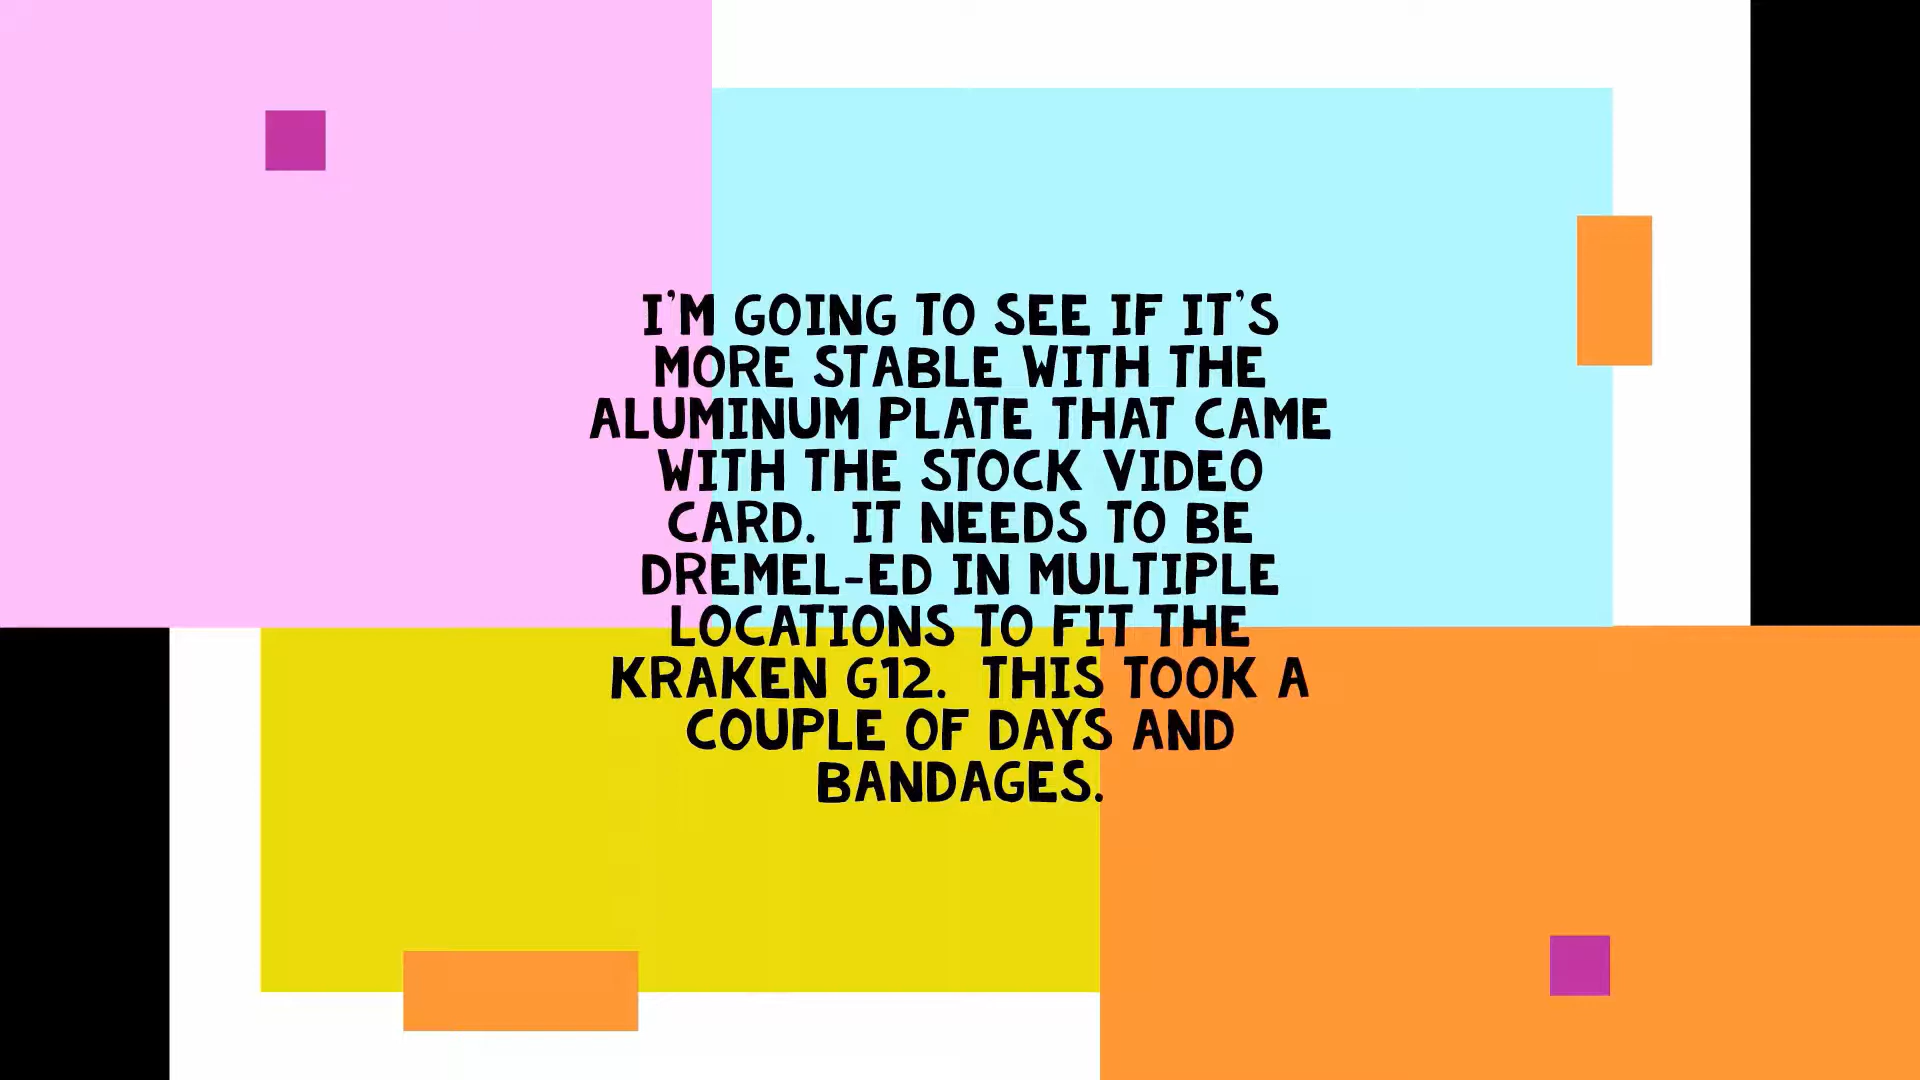 I'M GOING TO SEE IF IT'S
MORE STABLE WITH THE
ALUMINUM PLATE THAT CAME
WITH THE STOCK VIDEO
CARD.  IT NEEDS TO BE
DREMEL-ED IN MULTIPLE
LOCATIONS TO FIT THE
KRAKEN G12.  THIS TOOK A
COUPLE OF DAYS AND
BANDAGES.